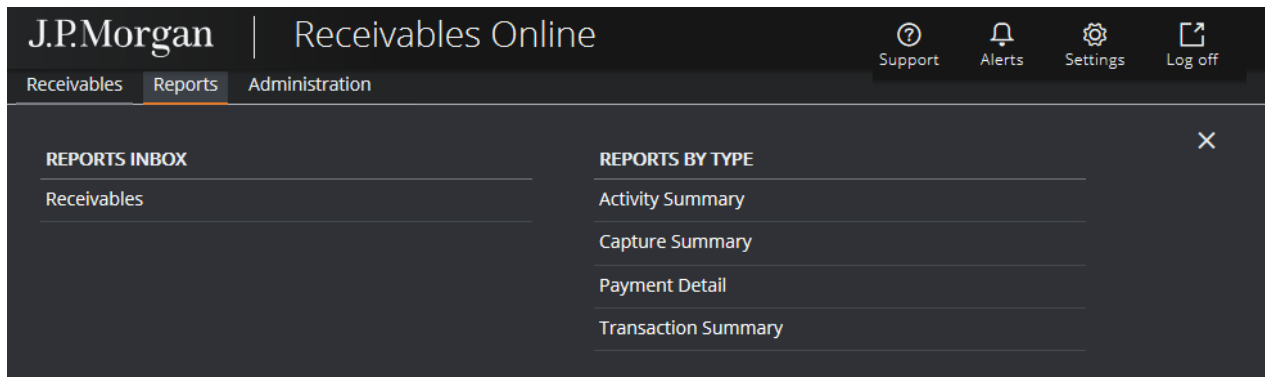 J.P.Morgan | Receivables Online
Support Alerts Settings Log off
Receivables Reports Administration
REPORTS INBOX
Receivables
REPORTS BY TYPE
Activity Summary
Capture Summary
Payment Detail
Transaction Summary